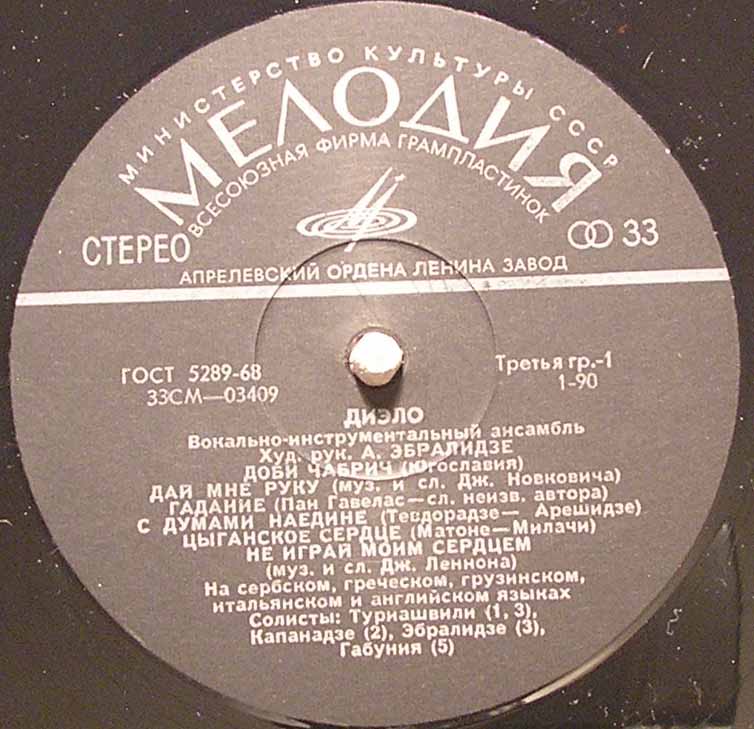 МИНИСТЕРСТВО КУЛЬТУРЫ СССР
МЕЛОДИЯ
ВСЕСОЮЗНАЯ ФИРМА ГРАМПЛАСТИНОК
СТЕРЕО
33
АПРЕЛЕВСКИЙ ОРДЕНА ЛЕНИНА ЗАВОД
ГОСТ 5289-68
33СМ—03409
Третья гр.-1
1-90
ДИЭЛО
Вокально-инструментальный ансамбль
Худ. рук. А. ЭБРАЛИДЗЕ
ДОБИ ЧАБРИЧ (Югославия)
ДАЙ МНЕ РУКУ (муз. и сл. Дж. Новковича)
ГАДАНИЕ (Пан Гавелас—сл. неизв. автора)
С ДУМАМИ НАЕДИНЕ (Тевдорадзе— Арешидзе)
ЦЫГАНСКОЕ СЕРДЦЕ (Матоне—Милачи)
НЕ ИГРАЙ МОИМ СЕРДЦЕМ
(муз. и сл. Дж. Леннона)
На сербском, греческом, грузинском,
итальянском и английском языках
Солисты: Туриашвили (1, 3),
Капанадзе (2), Эбралидзе (3),
Габуния (5)